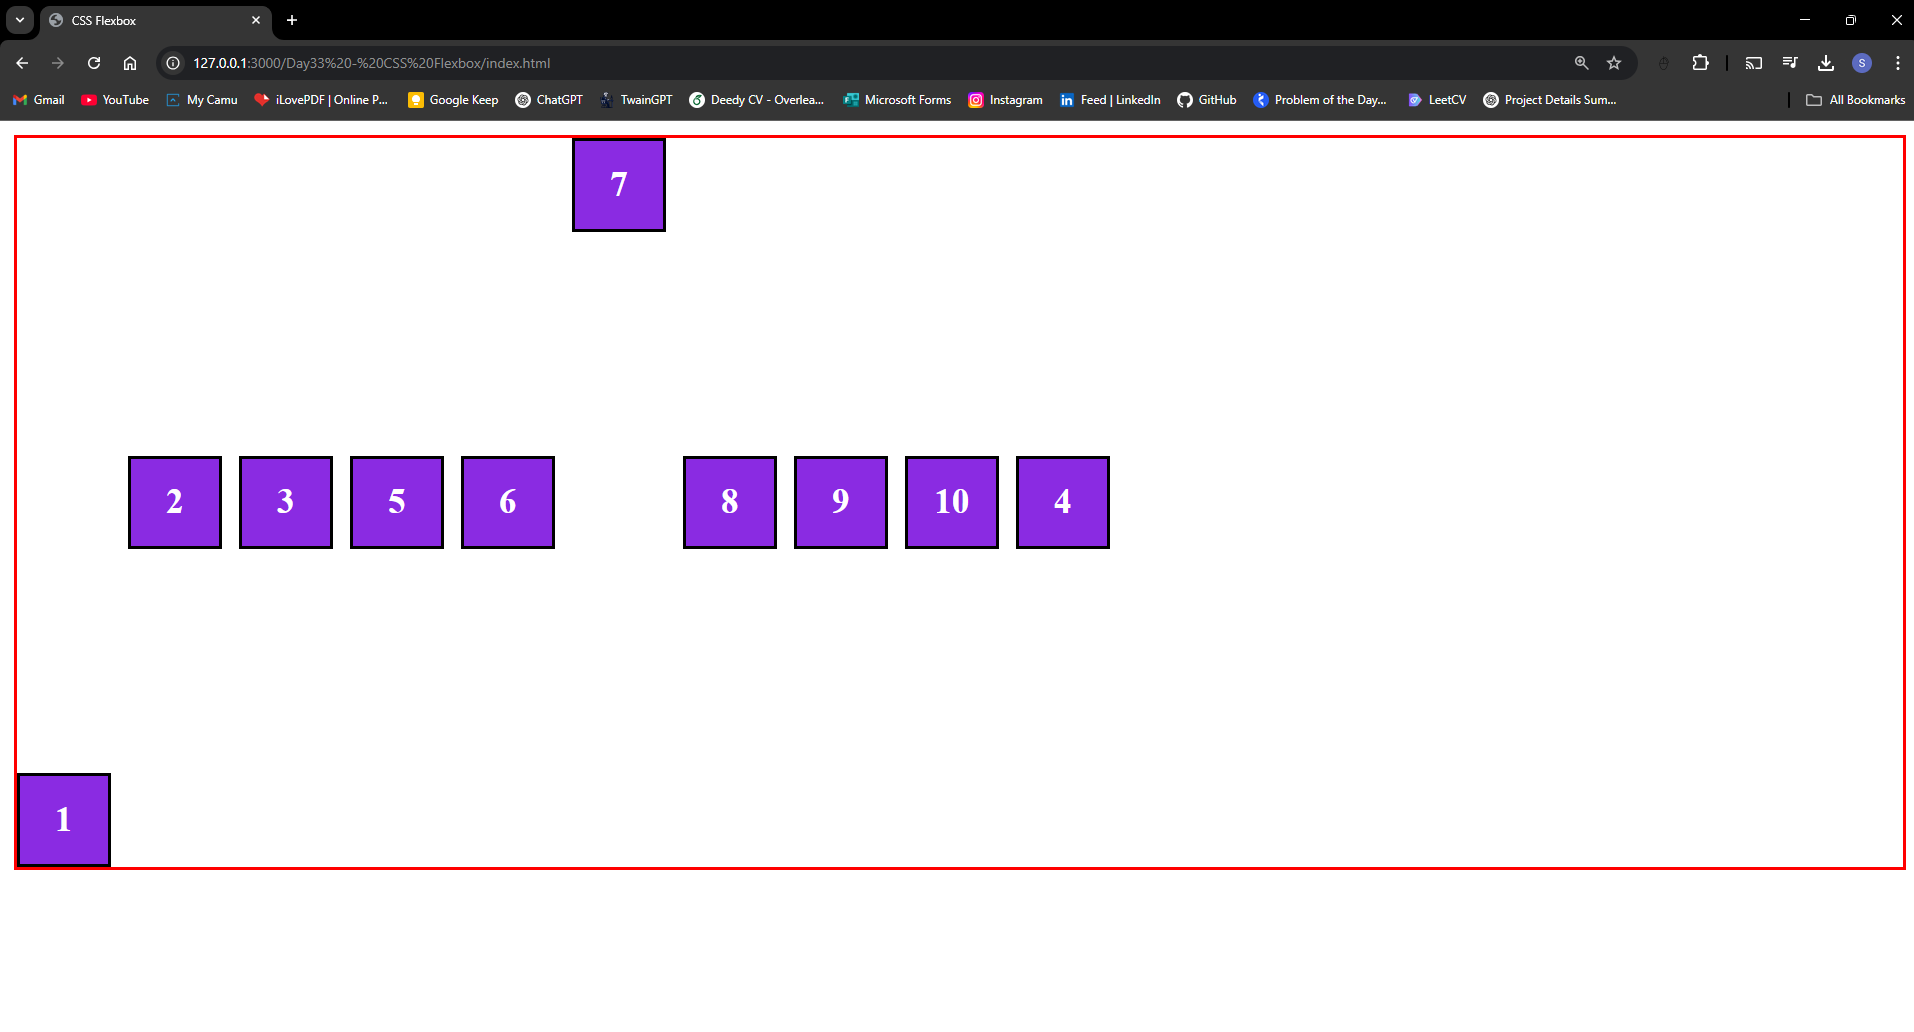 CSS Flexbox
127.0.0.1:3000/Day33%20-%20CSS%20Flexbox/index.html
S
Gmail YouTube My Camu iLovePDF | Online P... Google Keep ChatGPT TwainGPT Deedy CV - Overlea... Microsoft Forms Instagram Feed | LinkedIn GitHub Problem of the Day... LeetCV Project Details Sum... All Bookmarks
7
2 3 5 6 8 9 10 4
1